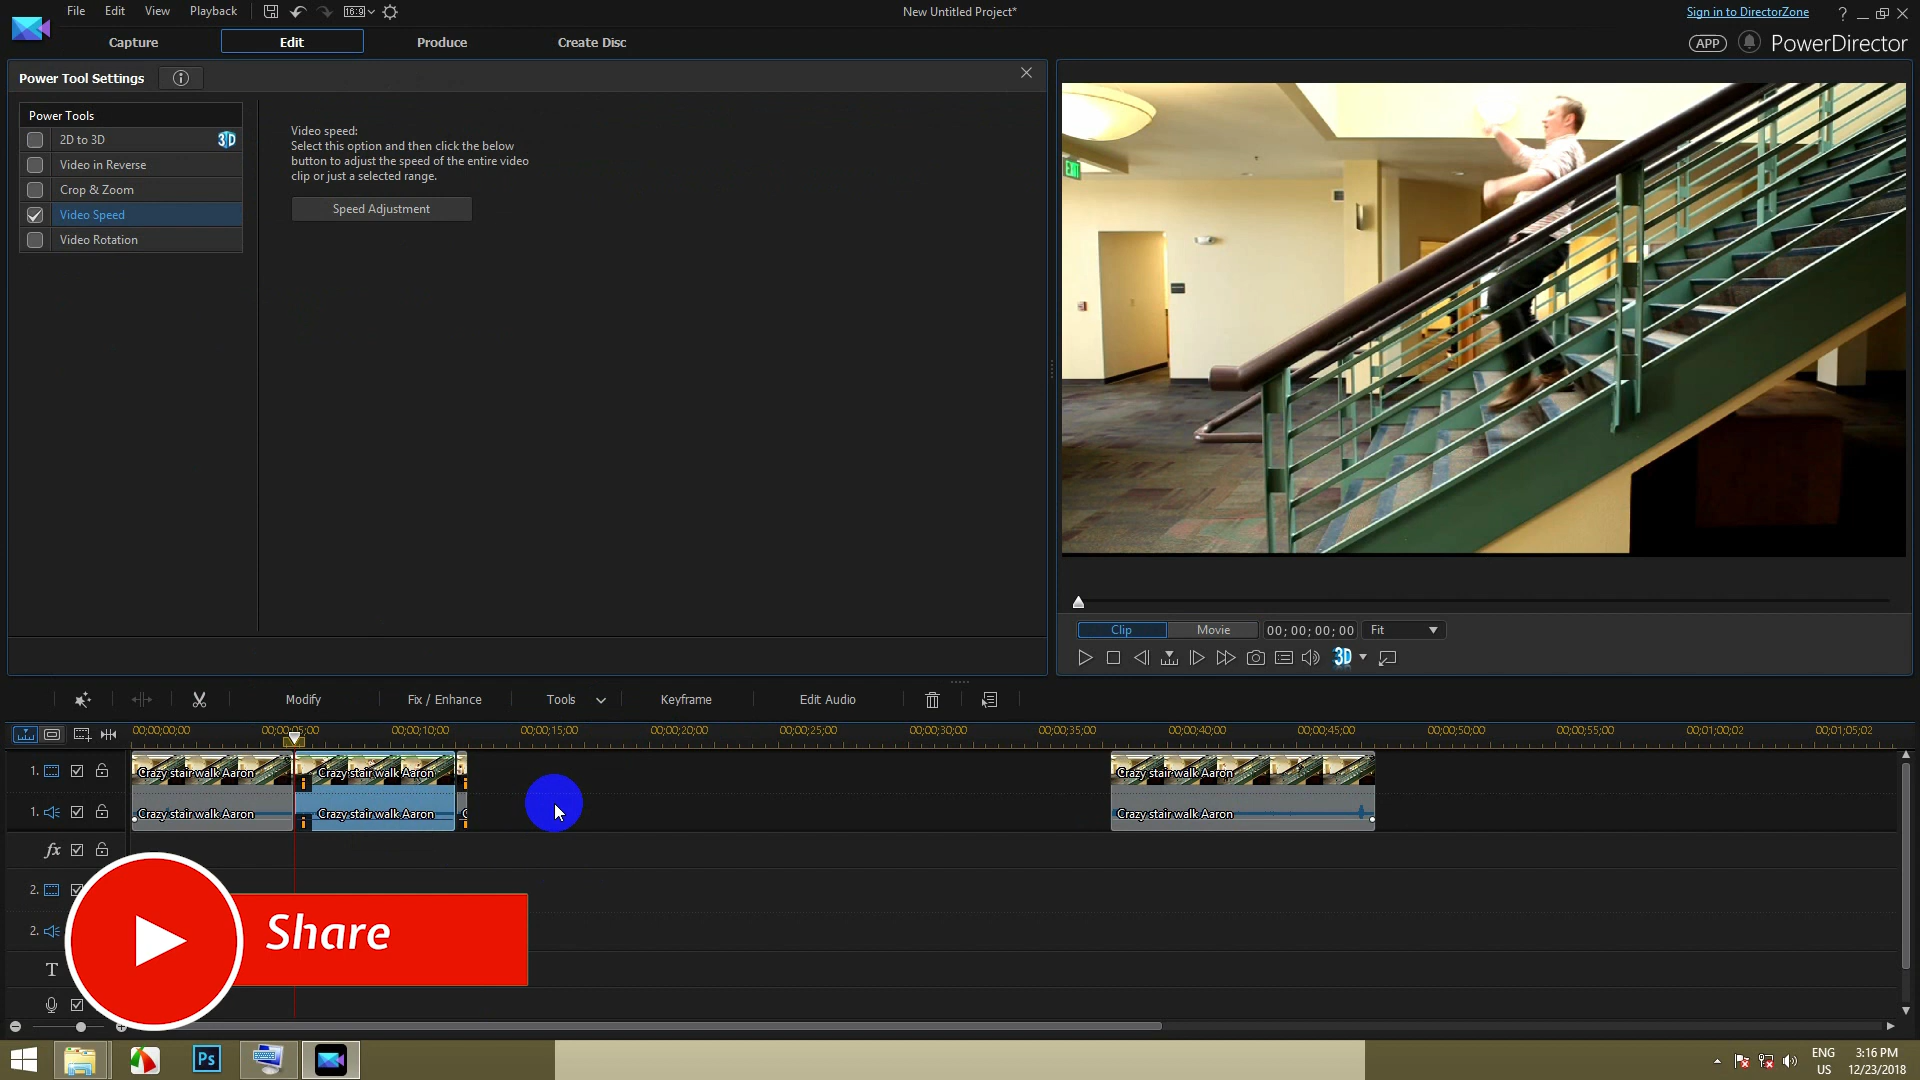 File Edit View Playback 16:9 New Untitled Project* Sign in to DirectorZone ?
Capture Edit Produce Create Disc APP PowerDirector
Power Tool Settings
Power Tools
2D to 3D 3D
Video in Reverse
Crop & Zoom
Video Speed
Video Rotation
Video speed:
Select this option and then click the below
button to adjust the speed of the entire video
clip or just a selected range.
Speed Adjustment
Clip Movie 00; 00; 00; 00 Fit
3D
Modify Fix / Enhance Tools Keyframe Edit Audio
00;00;00;00 00;00;05;00 00;00;10;00 00;00;15;00 00;00;20;00 00;00;25;00 00;00;30;00 00;00;35;00 00;00;40;00 00;00;45;00 00;00;50;00 00;00;55;00 00;01;00;02 00;01;05;02
1. Crazy stair walk Aaron Crazy stair walk Aaron Crazy stair walk Aaron
1. Crazy stair walk Aaron Crazy stair walk Aaron C Crazy stair walk Aaron
fx
2.
2.
Share
T
Ps
ENG 3:16 PM
US 12/23/2018